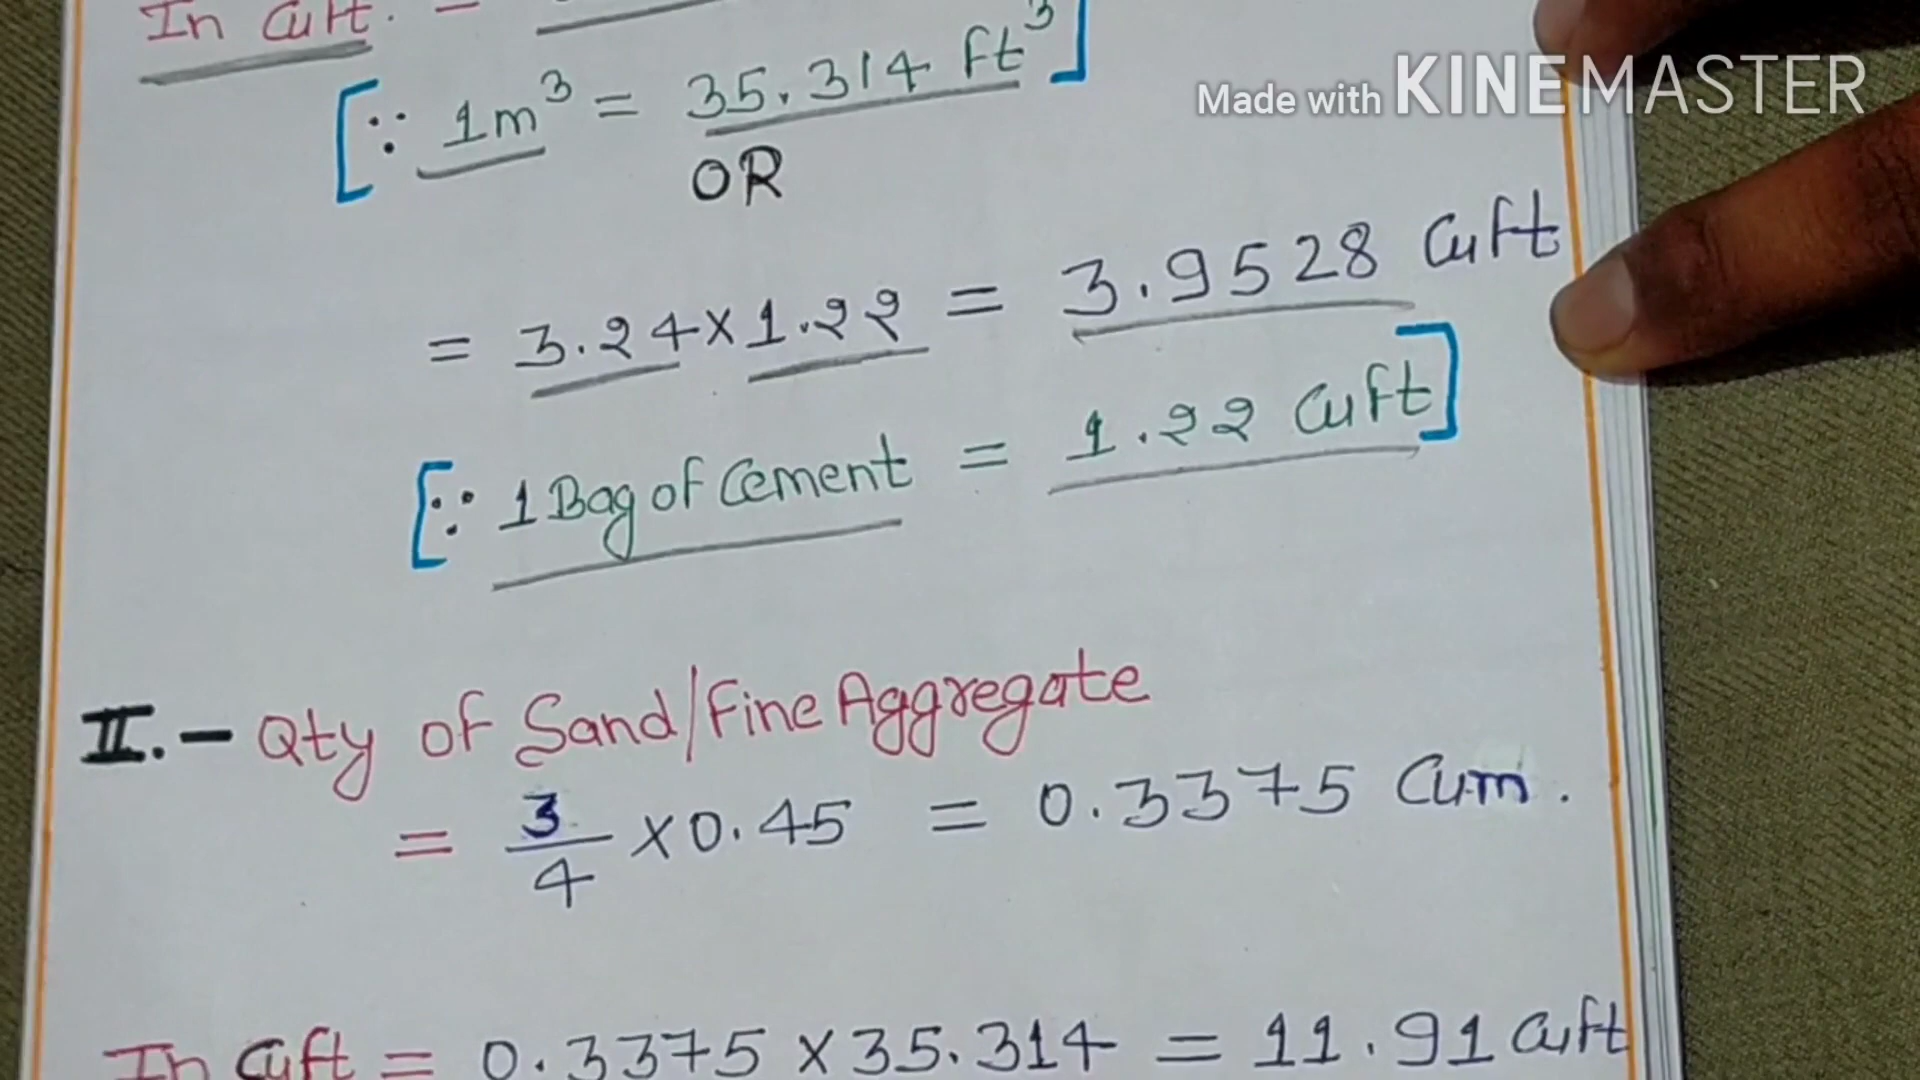 In Cuft. =
[∵ 1m³ = 35.314 ft³]
Made with KINEMASTER
OR
= 3.24×1.22 = 3.9528 Cuft
[∵ 1 Bag of Cement = 1.22 Cuft]
II.- Qty of Sand/Fine Aggregate
= 3/4 ×0.45 = 0.3375 Cum.
In Cuft = 0.3375 ×35.314 = 11.91 Cuft